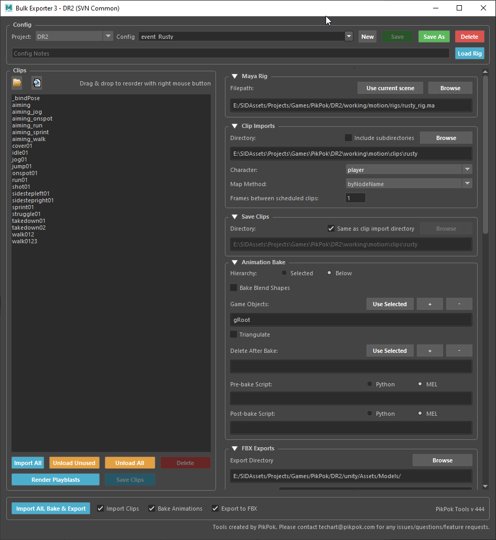 Bulk Exporter 3 - DR2 (SVN Common)
Config
Project: DR2 Config event_Rusty New Save Save As Delete
Config Notes Load Rig
Clips
Drag & drop to reorder with right mouse button
_bindPose
aiming
aiming_jog
aiming_onspot
aiming_run
aiming_sprint
aiming_walk
cover01
idle01
jog01
jump01
onspot01
run01
shot01
sidestepleft01
sidestepright01
sprint01
struggle01
takedown01
takedown02
walk012
walk0123
Import All Unload Unused Unload All Delete
Render Playblasts Save Clips
Maya Rig
Filepath: Use current scene Browse
E:/SIDAssets/Projects/Games/PikPok/DR2/working/motion/rigs/rusty_rig.ma
Clip Imports
Directory: Include subdirectories Browse
E:\SIDAssets\Projects\Games\PikPok\DR2\working\motion\clips\rusty
Character: player
Map Method: byNodeName
Frames between scheduled clips: 1
Save Clips
Directory: Same as clip import directory Browse
E:\SIDAssets\Projects\Games\PikPok\DR2\working\motion\clips\rusty
Animation Bake
Hierarchy: Selected Below
Bake Blend Shapes
Game Objects: Use Selected + -
gRoot
Triangulate
Delete After Bake: Use Selected + -
Pre-bake Script: Python MEL
Post-bake Script: Python MEL
FBX Exports
Export Directory Browse
E:/SIDAssets/Projects/Games/PikPok/DR2/unity/Assets/Models/
Import All, Bake & Export Import Clips Bake Animations Export to FBX PikPok Tools v 444
Tools created by PikPok. Please contact techart@pikpok.com for any issues/questions/feature requests.